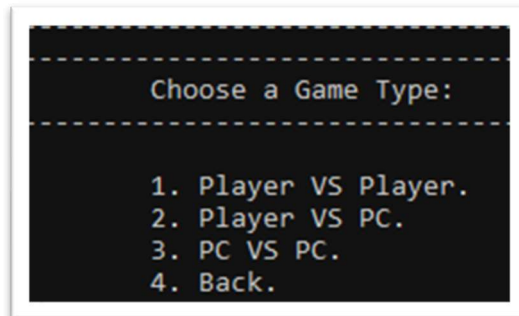 Choose a Game Type:
1. Player VS Player.
2. Player VS PC.
3. PC VS PC.
4. Back.